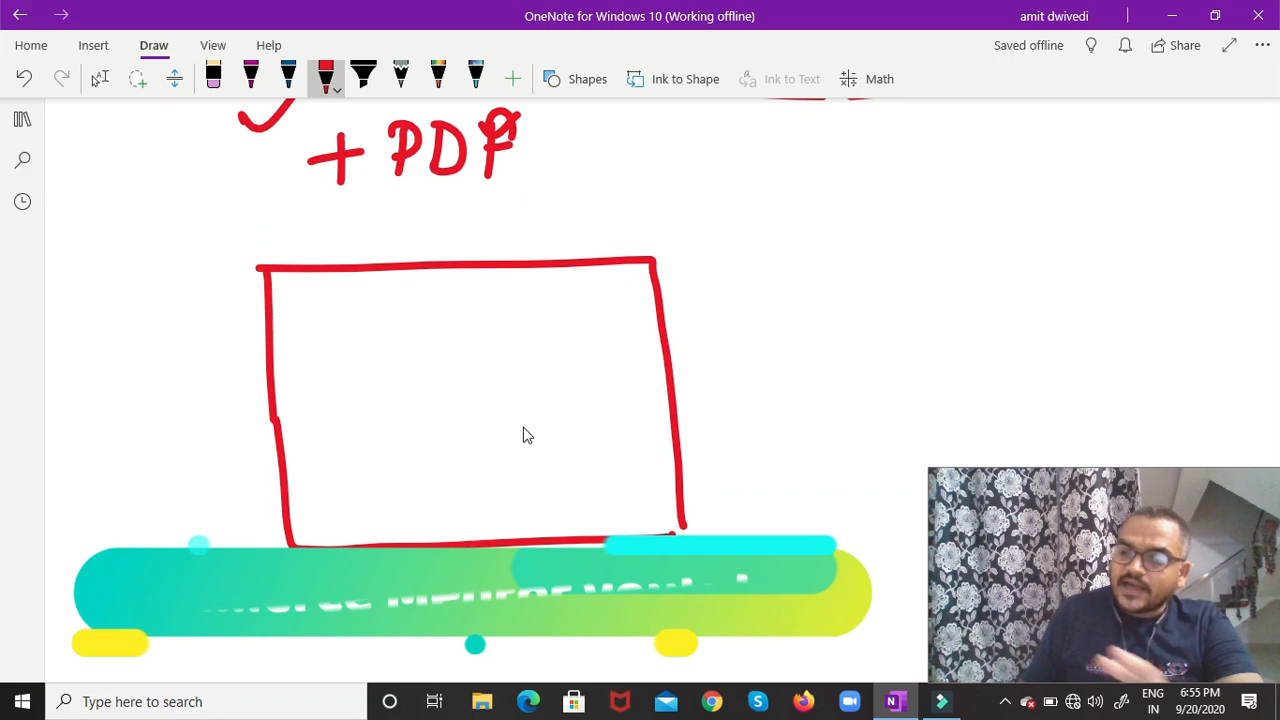 OneNote for Windows 10 (Working offline)
amit dwivedi
Home Insert Draw View Help
Saved offline
Share
Shapes
Ink to Shape
Ink to Text
Math
+ PDF
Type here to search
ENG
IN
6:55 PM
9/20/2020